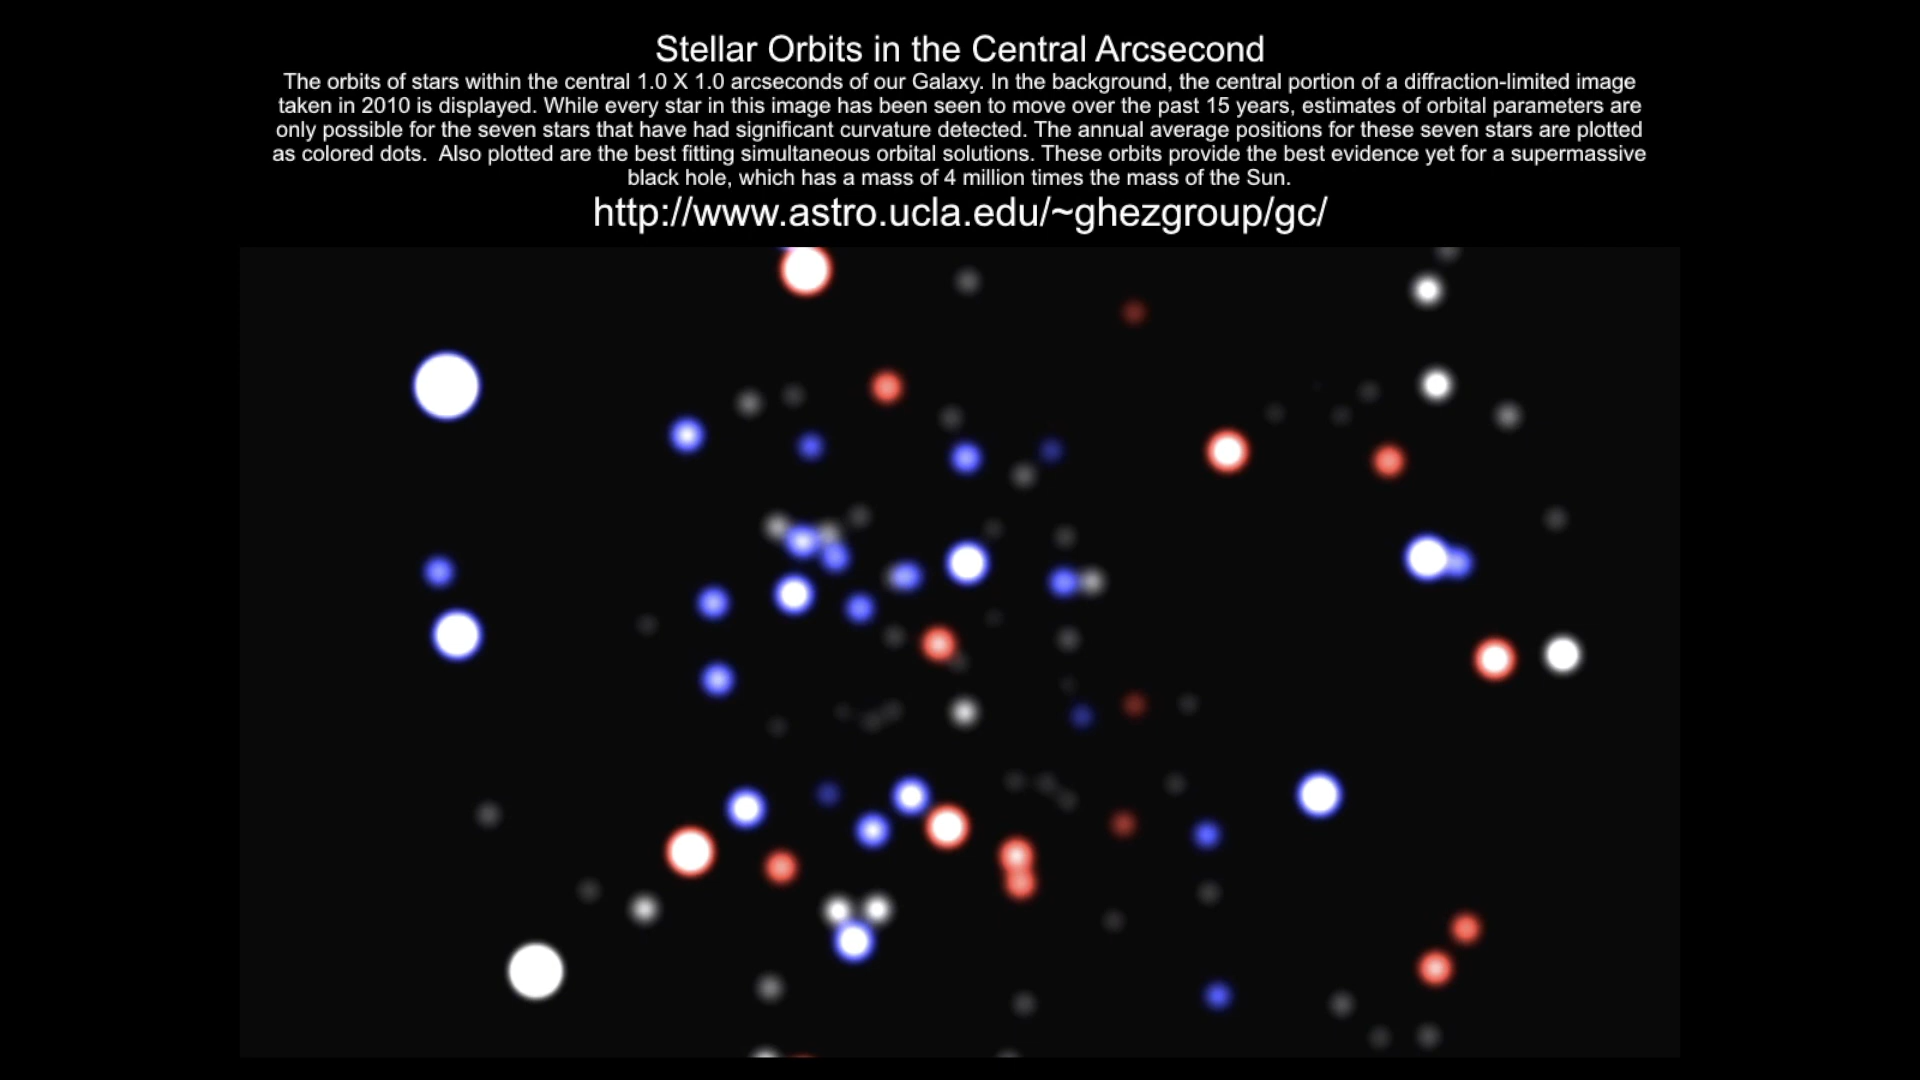 Stellar Orbits in the Central Arcsecond
The orbits of stars within the central 1.0 X 1.0 arcseconds of our Galaxy. In the background, the central portion of a diffraction-limited image
taken in 2010 is displayed. While every star in this image has been seen to move over the past 15 years, estimates of orbital parameters are
only possible for the seven stars that have had significant curvature detected. The annual average positions for these seven stars are plotted
as colored dots.  Also plotted are the best fitting simultaneous orbital solutions. These orbits provide the best evidence yet for a supermassive
black hole, which has a mass of 4 million times the mass of the Sun.
http://www.astro.ucla.edu/~ghezgroup/gc/